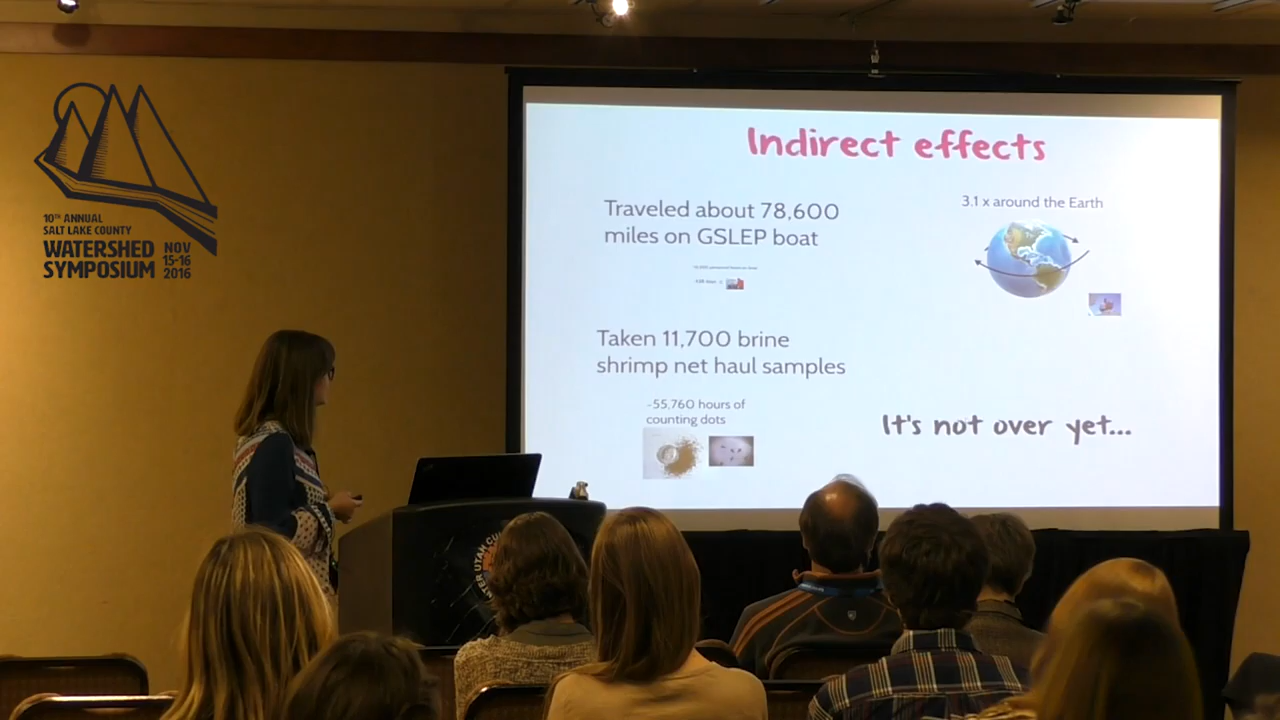 10TH ANNUAL
SALT LAKE COUNTY
WATERSHED
SYMPOSIUM
NOV
15-16
2016
Indirect effects
Traveled about 78,600
miles on GSLEP boat
3.1 x around the Earth
Taken 11,700 brine
shrimp net haul samples
~55,760 hours of
counting dots
It's not over yet...